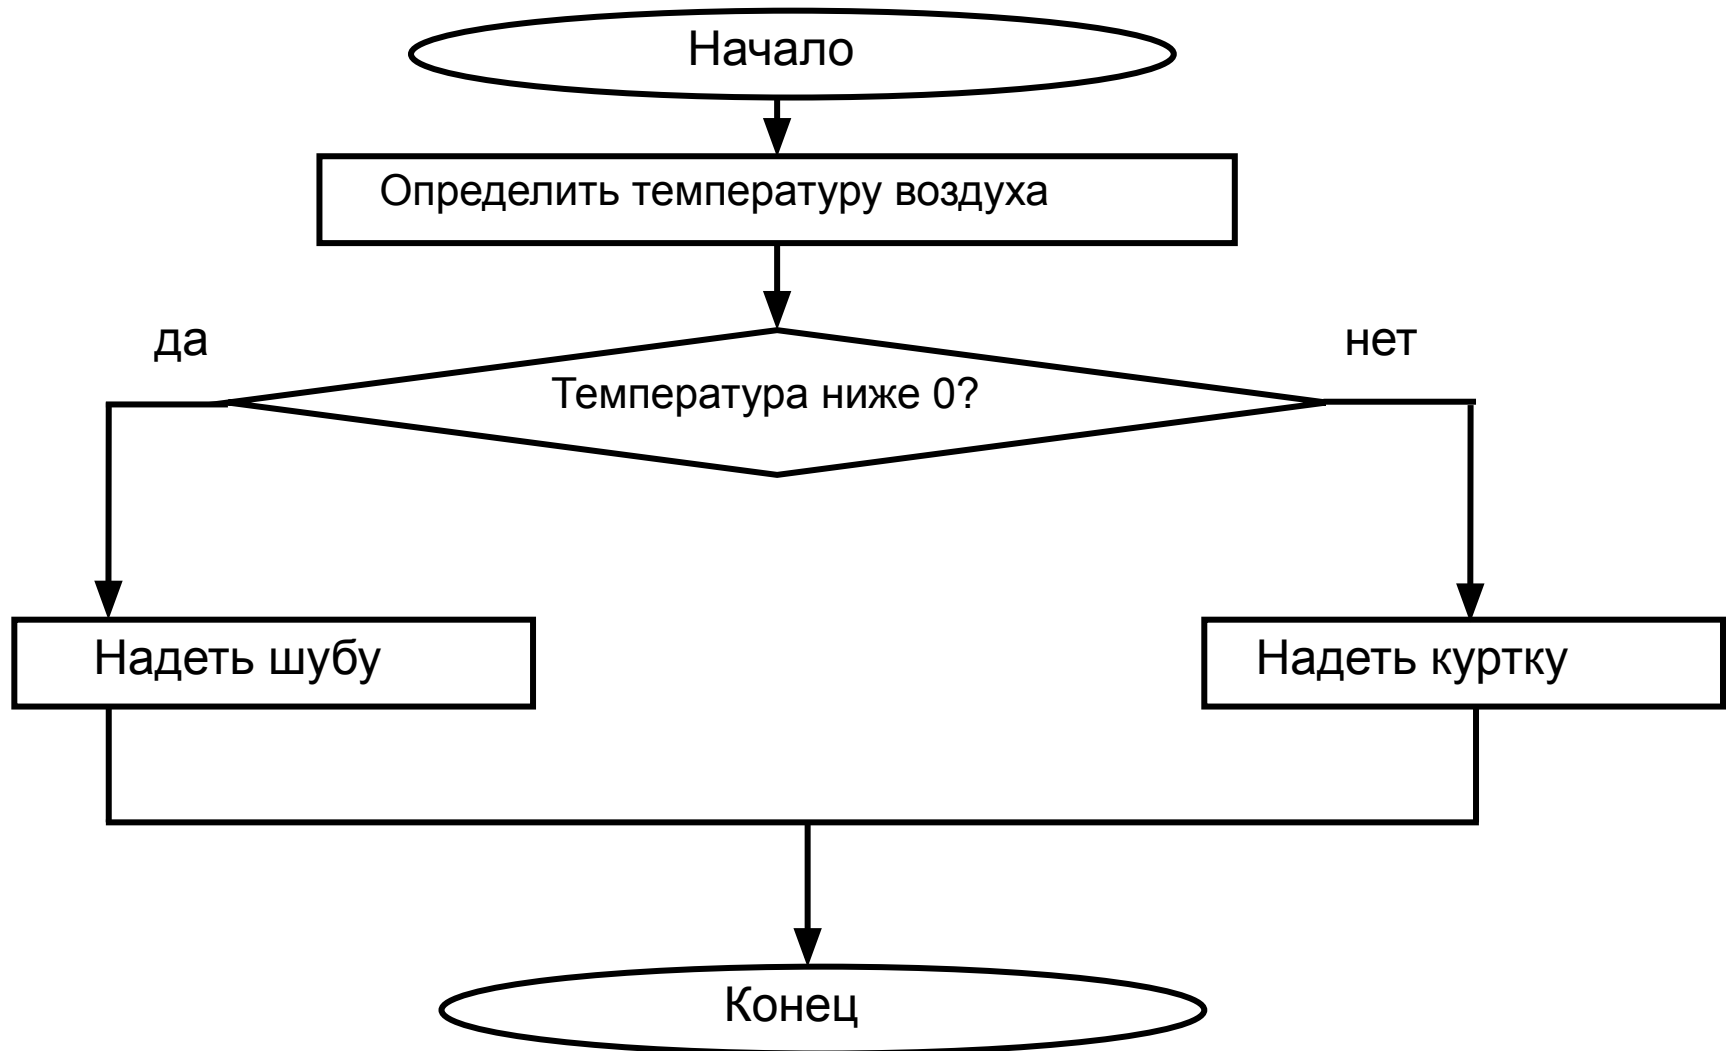 Начало
Определить температуру воздуха
да
нет
Температура ниже 0?
Надеть шубу
Надеть куртку
Конец